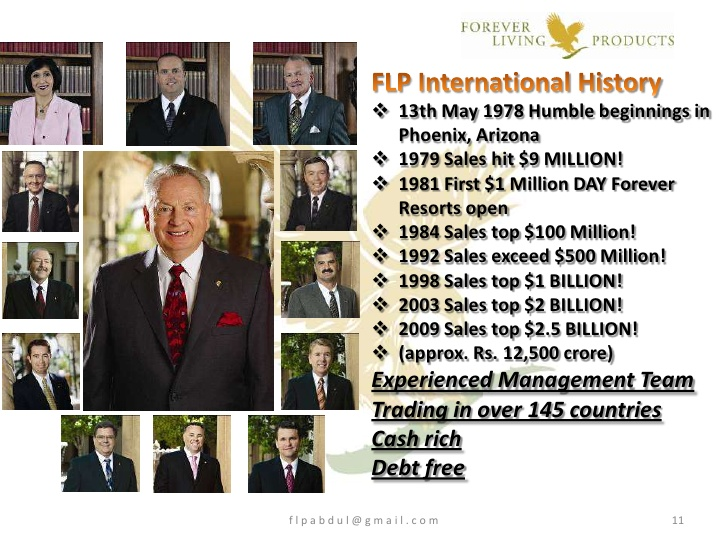 FOREVER
LIVING PRODUCTS
FLP International History
❖ 13th May 1978 Humble beginnings in
Phoenix, Arizona
❖ 1979 Sales hit $9 MILLION!
❖ 1981 First $1 Million DAY Forever
Resorts open
❖ 1984 Sales top $100 Million!
❖ 1992 Sales exceed $500 Million!
❖ 1998 Sales top $1 BILLION!
❖ 2003 Sales top $2 BILLION!
❖ 2009 Sales top $2.5 BILLION!
❖ (approx. Rs. 12,500 crore)
Experienced Management Team
Trading in over 145 countries
Cash rich
Debt free
flpabdul@gmail.com
11